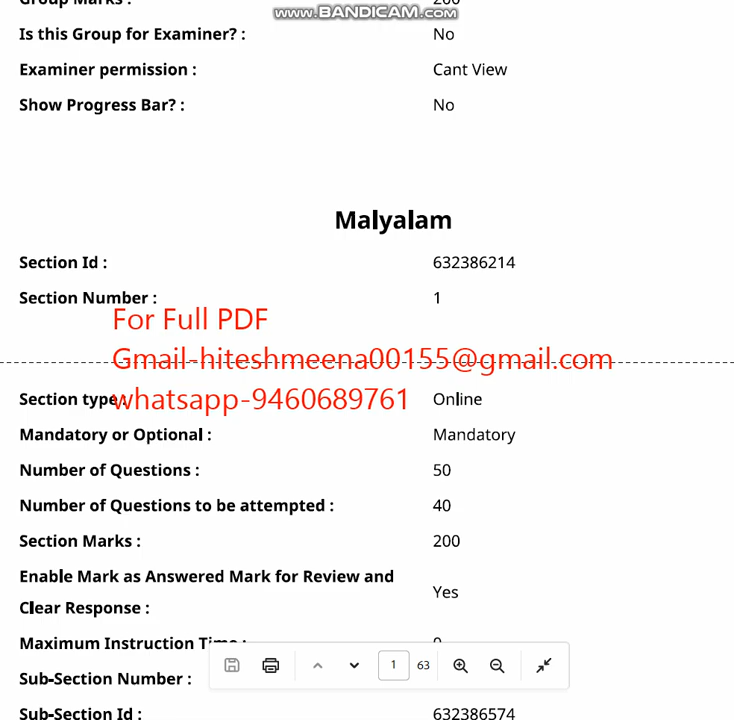 Group Marks : 200
www.BANDICAM.com
Is this Group for Examiner? : No
Examiner permission : Cant View
Show Progress Bar? : No
Malyalam
Section Id : 632386214
Section Number : 1
For Full PDF
Gmail-hiteshmeena00155@gmail.com
whatsapp-9460689761
Section type : Online
Mandatory or Optional : Mandatory
Number of Questions : 50
Number of Questions to be attempted : 40
Section Marks : 200
Enable Mark as Answered Mark for Review and
Clear Response : Yes
Maximum Instruction Time : 0
1 63
Sub-Section Number :
Sub-Section Id : 632386574